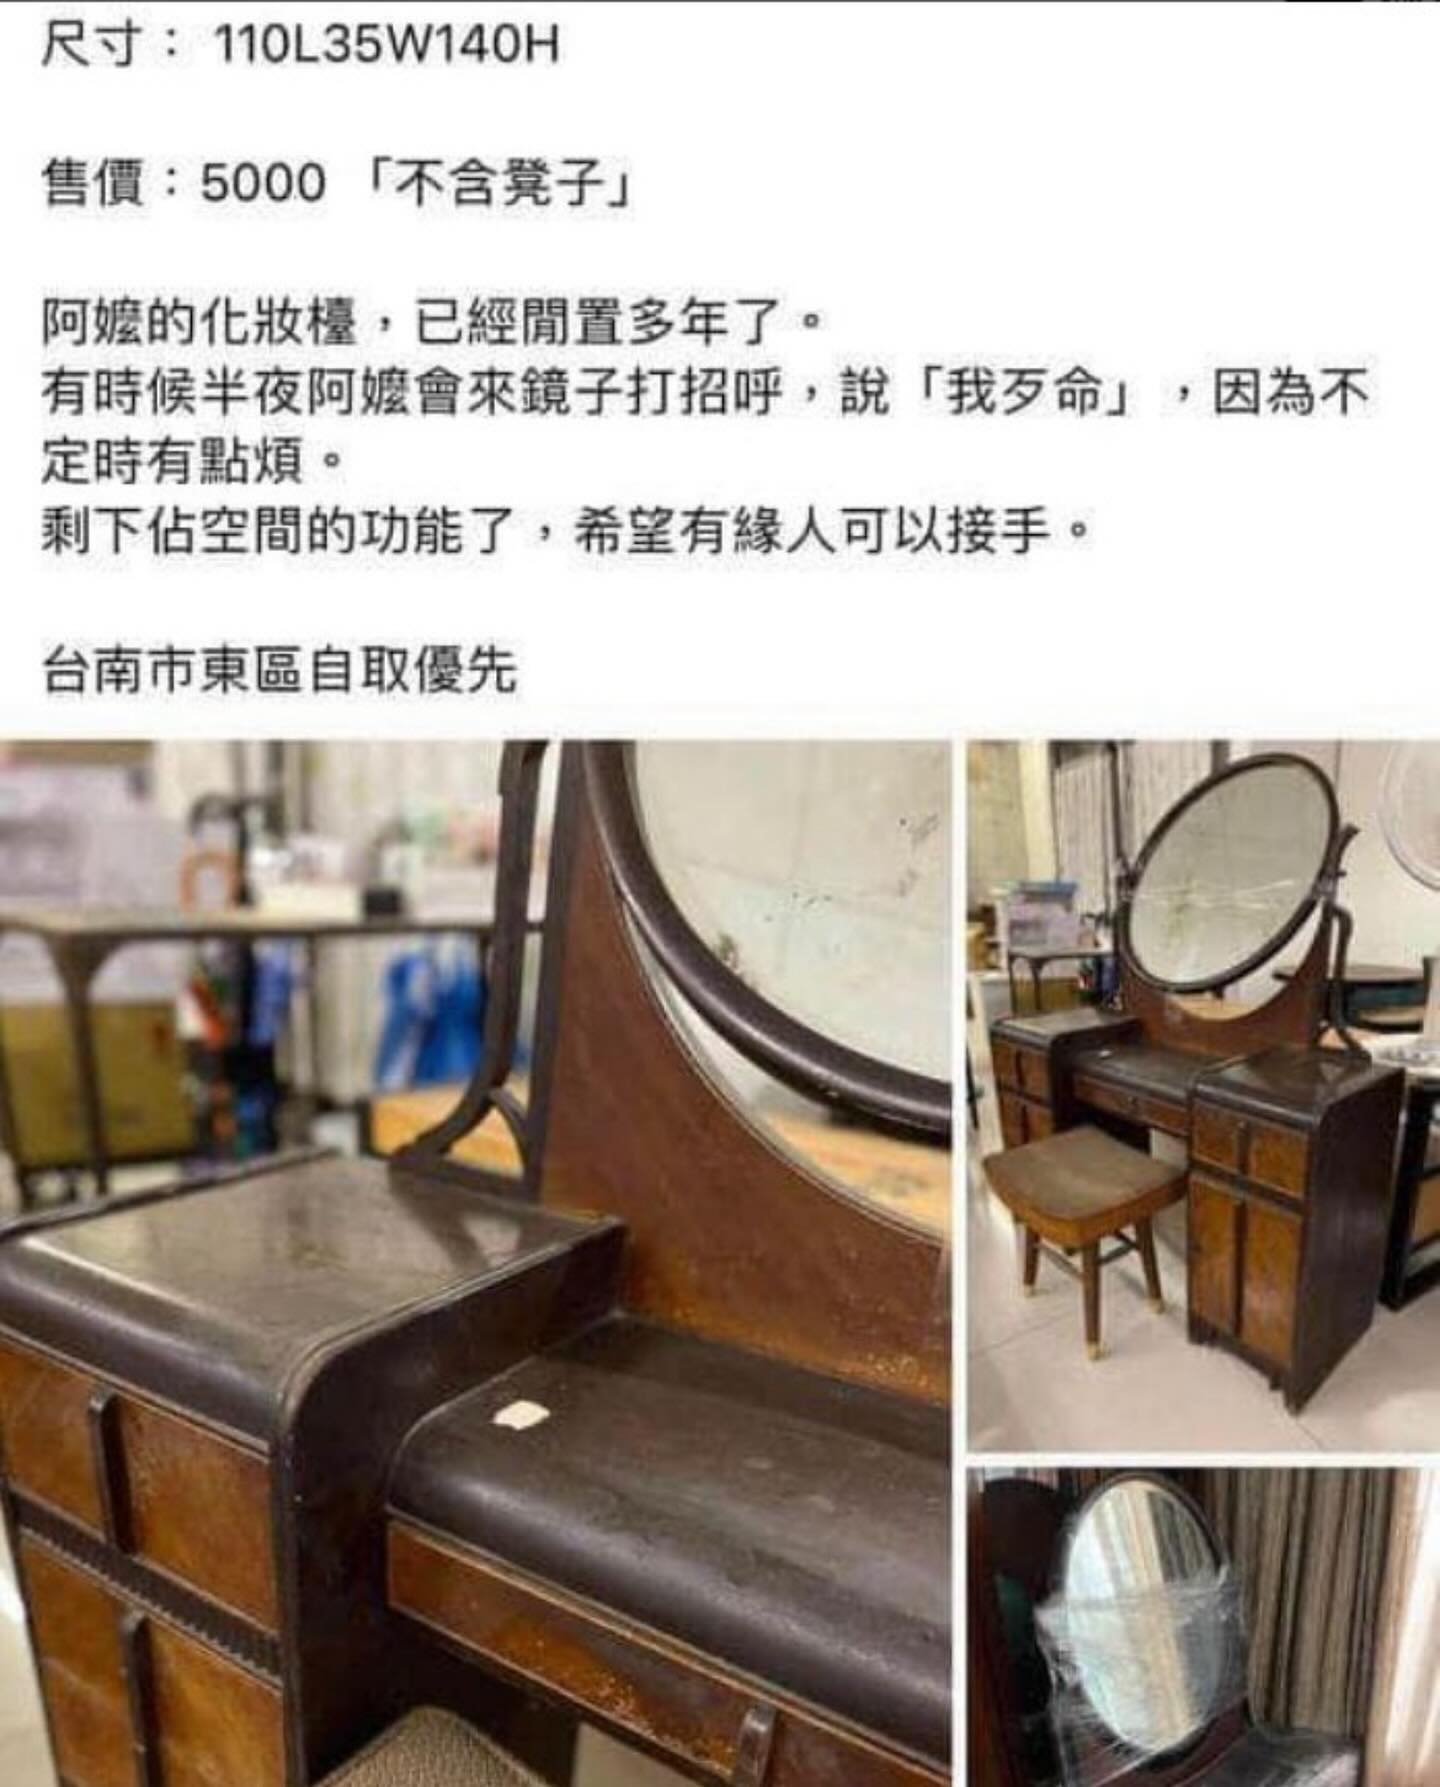 尺寸： 110L35W140H
售價：5000 「不含凳子」
阿嬤的化妝檯，已經閒置多年了。
有時候半夜阿嬤會來鏡子打招呼，說「我歹命」，因為不
定時有點煩。
剩下佔空間的功能了，希望有緣人可以接手。
台南市東區自取優先